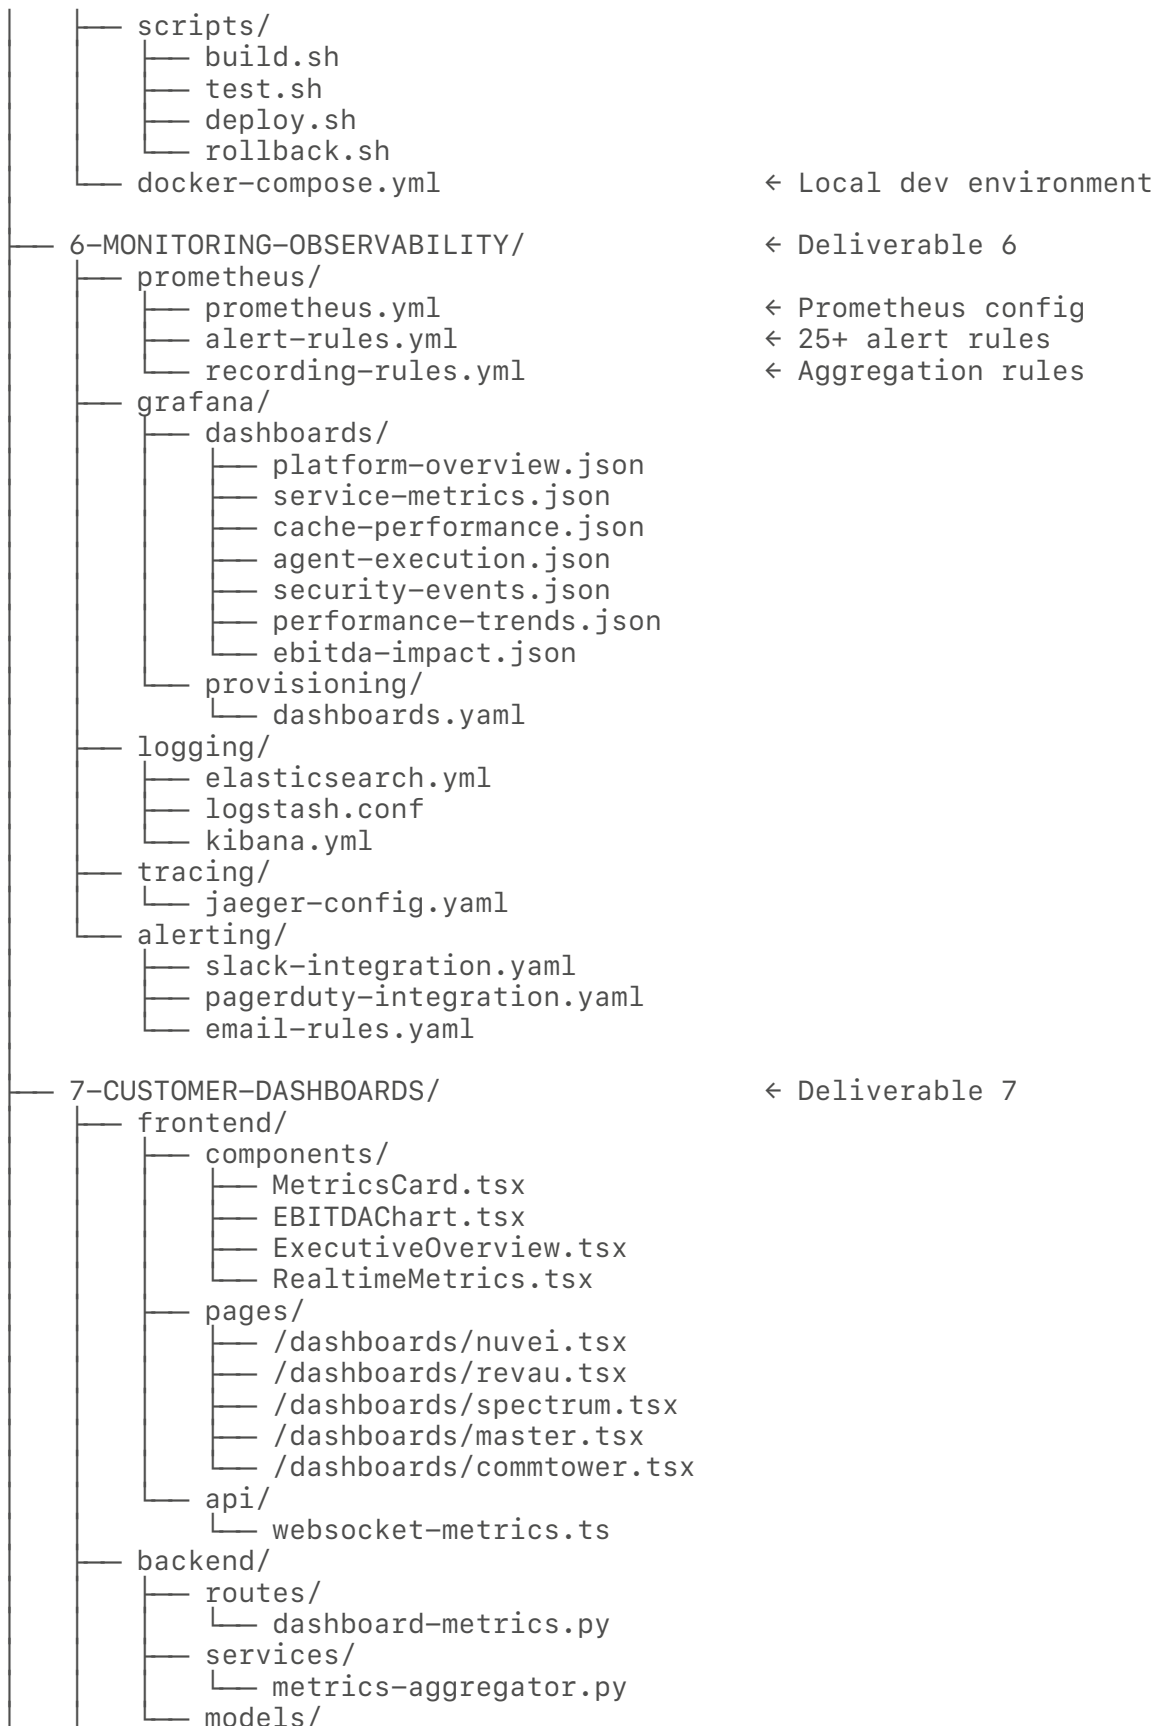 │   ├── scripts/
│   │   ├── build.sh
│   │   ├── test.sh
│   │   ├── deploy.sh
│   │   └── rollback.sh
│   └── docker-compose.yml                   ← Local dev environment
│
├── 6-MONITORING-OBSERVABILITY/              ← Deliverable 6
│   ├── prometheus/
│   │   ├── prometheus.yml                   ← Prometheus config
│   │   ├── alert-rules.yml                  ← 25+ alert rules
│   │   └── recording-rules.yml              ← Aggregation rules
│   ├── grafana/
│   │   ├── dashboards/
│   │   │   ├── platform-overview.json
│   │   │   ├── service-metrics.json
│   │   │   ├── cache-performance.json
│   │   │   ├── agent-execution.json
│   │   │   ├── security-events.json
│   │   │   ├── performance-trends.json
│   │   │   └── ebitda-impact.json
│   │   └── provisioning/
│   │       └── dashboards.yaml
│   ├── logging/
│   │   ├── elasticsearch.yml
│   │   ├── logstash.conf
│   │   └── kibana.yml
│   ├── tracing/
│   │   └── jaeger-config.yaml
│   └── alerting/
│       ├── slack-integration.yaml
│       ├── pagerduty-integration.yaml
│       └── email-rules.yaml
│
├── 7-CUSTOMER-DASHBOARDS/                   ← Deliverable 7
│   ├── frontend/
│   │   ├── components/
│   │   │   ├── MetricsCard.tsx
│   │   │   ├── EBITDAChart.tsx
│   │   │   ├── ExecutiveOverview.tsx
│   │   │   └── RealtimeMetrics.tsx
│   │   ├── pages/
│   │   │   ├── /dashboards/nuvei.tsx
│   │   │   ├── /dashboards/revau.tsx
│   │   │   ├── /dashboards/spectrum.tsx
│   │   │   ├── /dashboards/master.tsx
│   │   │   └── /dashboards/commtower.tsx
│   │   └── api/
│   │       └── websocket-metrics.ts
│   ├── backend/
│   │   ├── routes/
│   │   │   └── dashboard-metrics.py
│   │   ├── services/
│   │   │   └── metrics-aggregator.py
│   │   └── models/